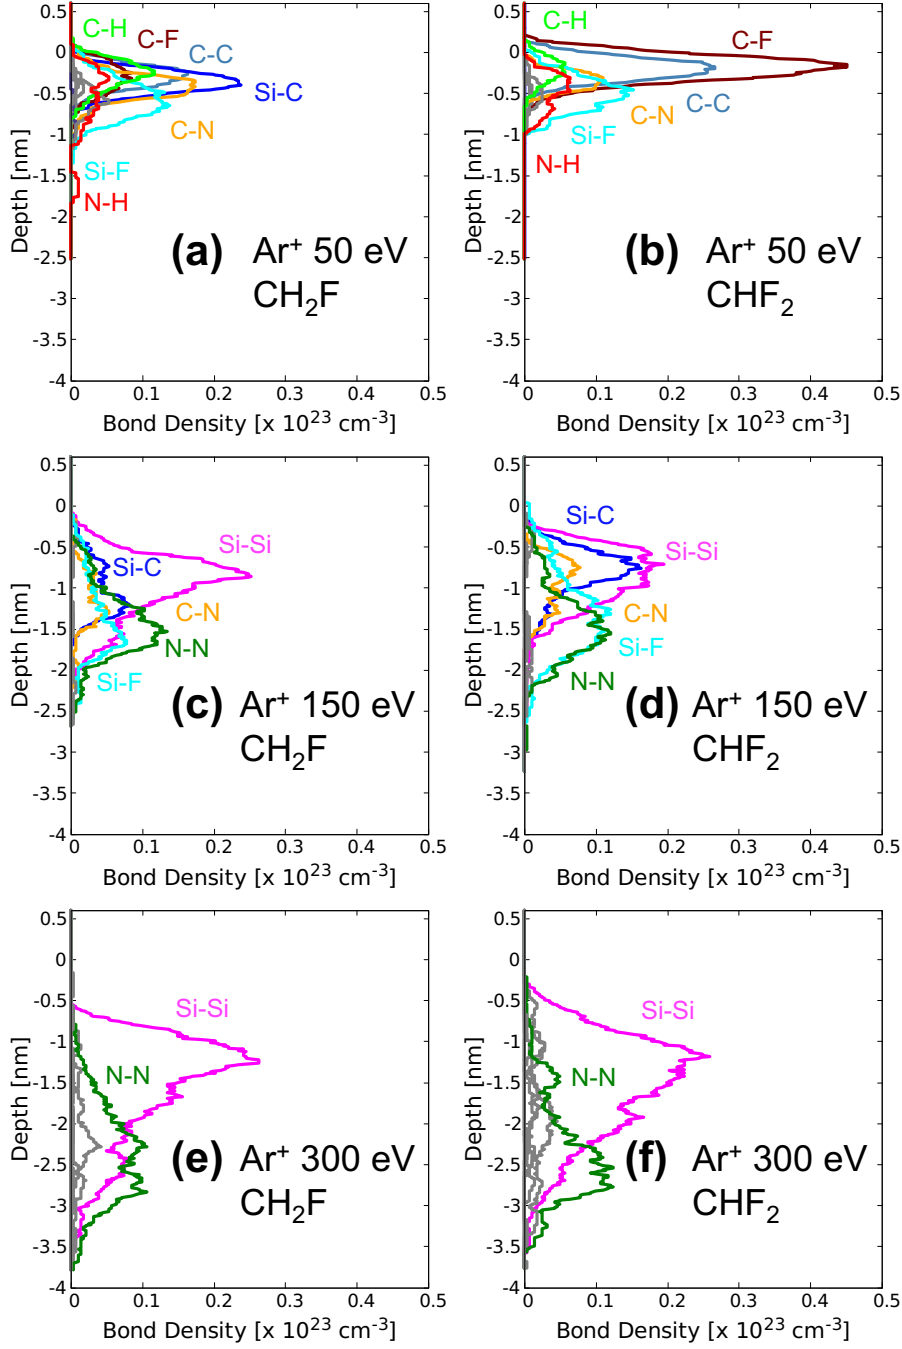 C-H
C-F
Si-C
C-C
C-N
Si-F
N-H
0.5
0
-0.5
-1
-1.5
-2
-2.5
-3
-3.5
-4
Depth [nm]
(a) Ar⁺ 50 eV
CH₂F
0 0.1 0.2 0.3 0.4 0.5
Bond Density [x 10²³ cm⁻³]
C-H
C-F
C-C
C-N
Si-F
N-H
0.5
0
-0.5
-1
-1.5
-2
-2.5
-3
-3.5
-4
Depth [nm]
(b) Ar⁺ 50 eV
CHF₂
0 0.1 0.2 0.3 0.4 0.5
Bond Density [x 10²³ cm⁻³]
Si-Si
Si-C
C-N
N-N
Si-F
0.5
0
-0.5
-1
-1.5
-2
-2.5
-3
-3.5
-4
Depth [nm]
(c) Ar⁺ 150 eV
CH₂F
0 0.1 0.2 0.3 0.4 0.5
Bond Density [x 10²³ cm⁻³]
Si-C
Si-Si
C-N
Si-F
N-N
0.5
0
-0.5
-1
-1.5
-2
-2.5
-3
-3.5
-4
Depth [nm]
(d) Ar⁺ 150 eV
CHF₂
0 0.1 0.2 0.3 0.4 0.5
Bond Density [x 10²³ cm⁻³]
Si-Si
N-N
0.5
0
-0.5
-1
-1.5
-2
-2.5
-3
-3.5
-4
Depth [nm]
(e) Ar⁺ 300 eV
CH₂F
0 0.1 0.2 0.3 0.4 0.5
Bond Density [x 10²³ cm⁻³]
Si-Si
N-N
0.5
0
-0.5
-1
-1.5
-2
-2.5
-3
-3.5
-4
Depth [nm]
(f) Ar⁺ 300 eV
CHF₂
0 0.1 0.2 0.3 0.4 0.5
Bond Density [x 10²³ cm⁻³]